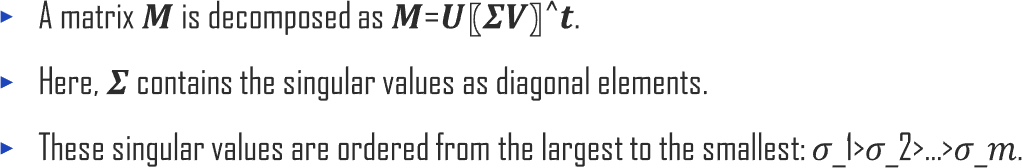 ▸ A matrix M is decomposed as M=U〖ΣV〗^t.
▸ Here, Σ contains the singular values as diagonal elements.
▸ These singular values are ordered from the largest to the smallest: σ_1>σ_2>...>σ_m.